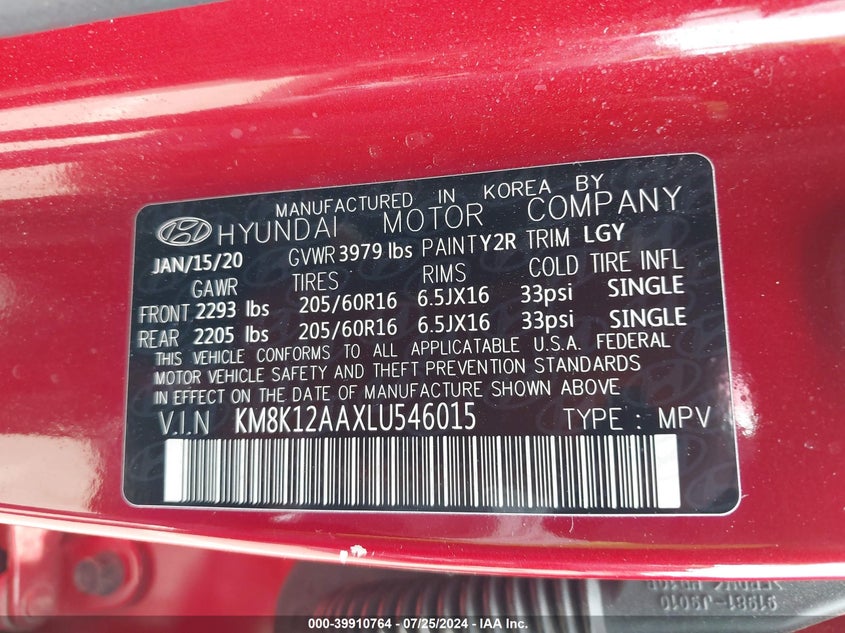 MANUFACTURED IN KOREA BY
HYUNDAI MOTOR COMPANY
JAN/15/20 GVWR 3979 lbs PAINT Y2R TRIM LGY
GAWR TIRES RIMS COLD TIRE INFL
FRONT 2293 lbs 205/60R16 6.5JX16 33psi SINGLE
REAR 2205 lbs 205/60R16 6.5JX16 33psi SINGLE
THIS VEHICLE CONFORMS TO ALL APPLICATABLE U.S.A. FEDERAL
MOTOR VEHICLE SAFETY AND THEFT PREVENTION STANDARDS
IN EFFECT ON THE DATE OF MANUFACTURE SHOWN ABOVE.
V.I.N KM8K12AAXLU546015 TYPE : MPV
91981-J9010
000-39910764 - 07/25/2024 - IAA Inc.